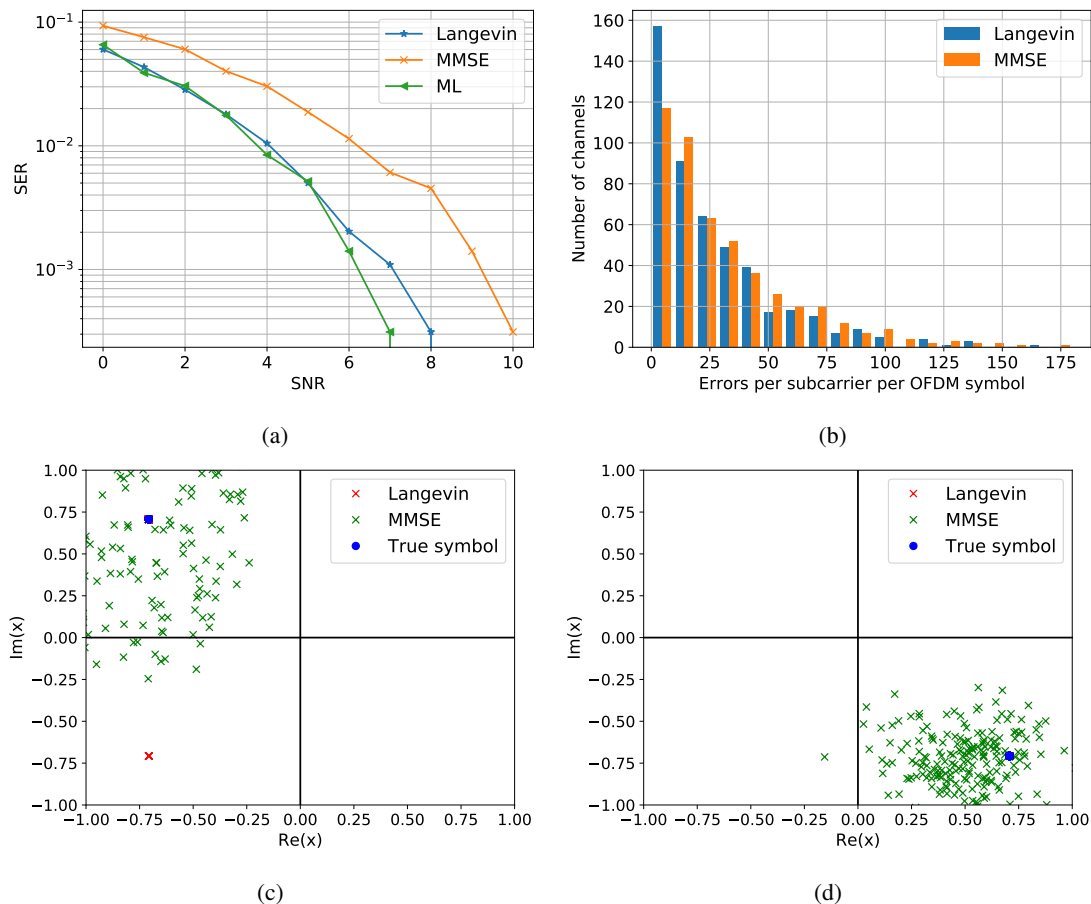 Langevin
MMSE
ML
10⁻¹
10⁻²
10⁻³
SER
0 2 4 6 8 10
SNR
(a)
Langevin
MMSE
160
140
120
100
80
60
40
20
0
Number of channels
0 25 50 75 100 125 150 175
Errors per subcarrier per OFDM symbol
(b)
Langevin
MMSE
True symbol
1.00
0.75
0.50
0.25
0.00
−0.25
−0.50
−0.75
−1.00
Im(x)
−1.00 −0.75 −0.50 −0.25 0.00 0.25 0.50 0.75 1.00
Re(x)
(c)
Langevin
MMSE
True symbol
1.00
0.75
0.50
0.25
0.00
−0.25
−0.50
−0.75
−1.00
Im(x)
−1.00 −0.75 −0.50 −0.25 0.00 0.25 0.50 0.75 1.00
Re(x)
(d)